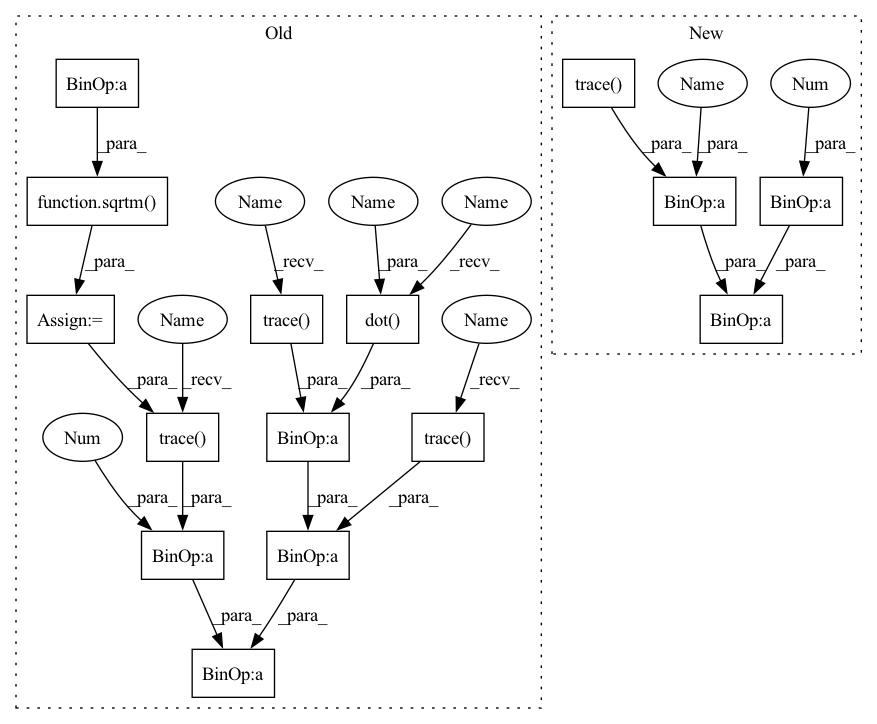 Old
New
BinOp:a
trace()
Name
Num
_para_
_para_
_para_
_para_
function.sqrtm()
Name
Name
Name
BinOp:a
BinOp:a
_para_
_recv_
_para_
_recv_
_para_
_para_
Assign:=
Name
trace()
dot()
Name
BinOp:a
_para_
_recv_
_para_
_para_
_recv_
Num
trace()
BinOp:a
trace()
_para_
_para_
_para_
_para_
BinOp:a
BinOp:a
_para_
_para_
BinOp:a